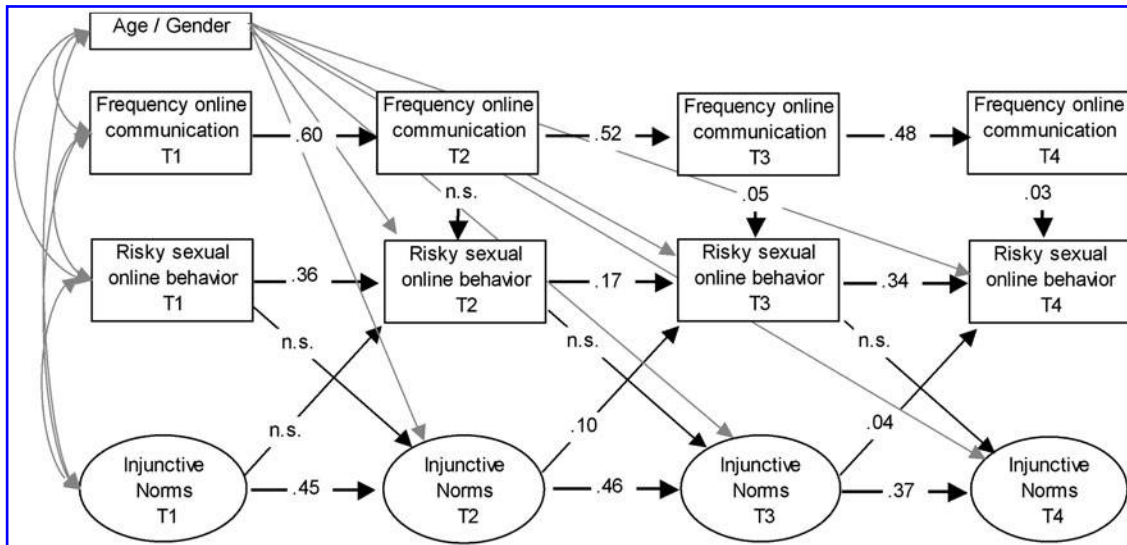 Age / Gender
Frequency online
communication
T1
.60
Frequency online
communication
T2
.52
Frequency online
communication
T3
.48
Frequency online
communication
T4
n.s.
.05
.03
Risky sexual
online behavior
T1
.36
Risky sexual
online behavior
T2
.17
Risky sexual
online behavior
T3
.34
Risky sexual
online behavior
T4
n.s.
n.s.
n.s.
n.s.
.10
.04
Injunctive
Norms
T1
.45
Injunctive
Norms
T2
.46
Injunctive
Norms
T3
.37
Injunctive
Norms
T4